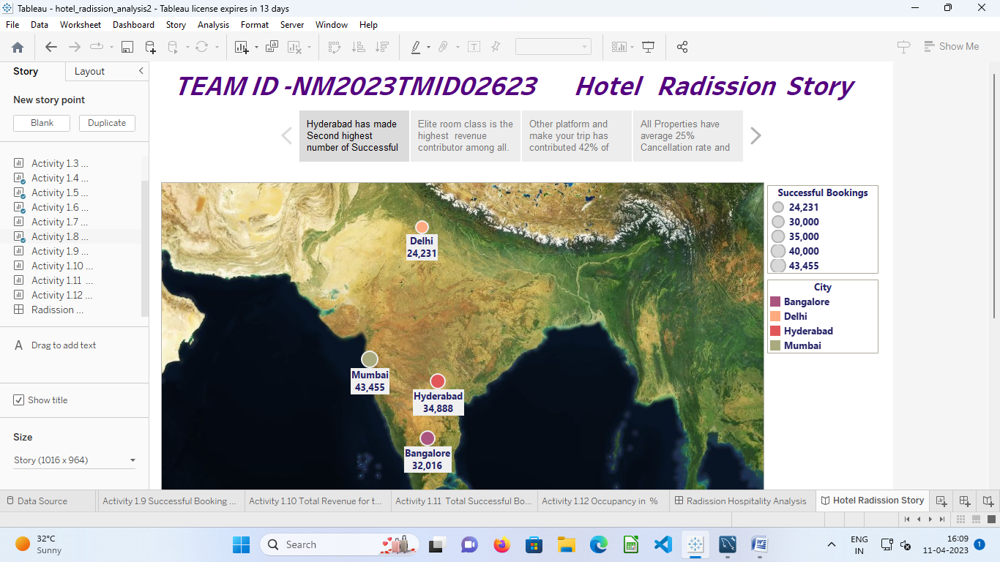 Tableau - hotel_radission_analysis2 - Tableau license expires in 13 days
File Data Worksheet Dashboard Story Analysis Format Server Window Help
Show Me
Story Layout
New story point
Blank Duplicate
Activity 1.3 ...
Activity 1.4 ...
Activity 1.5 ...
Activity 1.6 ...
Activity 1.7 ...
Activity 1.8 ...
Activity 1.9 ...
Activity 1.10 ...
Activity 1.11 ...
Activity 1.12 ...
Radission ...
A Drag to add text
Show title
Size
Story (1016 x 964)
TEAM ID -NM2023TMID02623 Hotel Radission Story
Hyderabad has made
Second highest
number of Successful
Elite room class is the
highest revenue
contributor among all.
Other platform and
make your trip has
contributed 42% of
All Properties have
average 25%
Cancellation rate and
Delhi
24,231
Mumbai
43,455
Hyderabad
34,888
Bangalore
32,016
Successful Bookings
24,231
30,000
35,000
40,000
43,455
City
Bangalore
Delhi
Hyderabad
Mumbai
Data Source Activity 1.9 Successful Booking ... Activity 1.10 Total Revenue for t... Activity 1.11 Total Successful Bo... Activity 1.12 Occupancy in % Radission Hospitality Analysis Hotel Radission Story
32°C
Sunny
Search
ENG
IN
16:09
11-04-2023
1